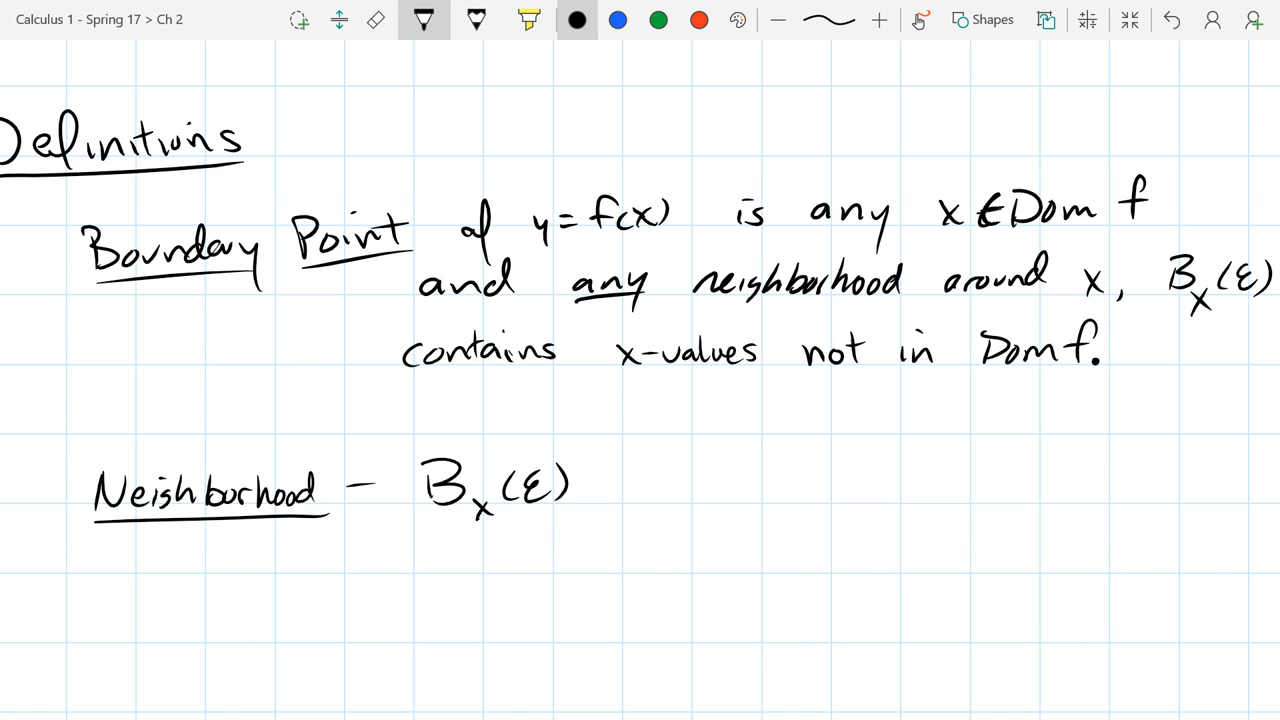 Calculus 1 - Spring 17 > Ch 2
Shapes
Definitions
Boundary Point of y = f(x) is any x ∈ Dom f
and any neighborhood around x, Bₓ(ε)
contains x-values not in Dom f.
Neighborhood - Bₓ(ε)